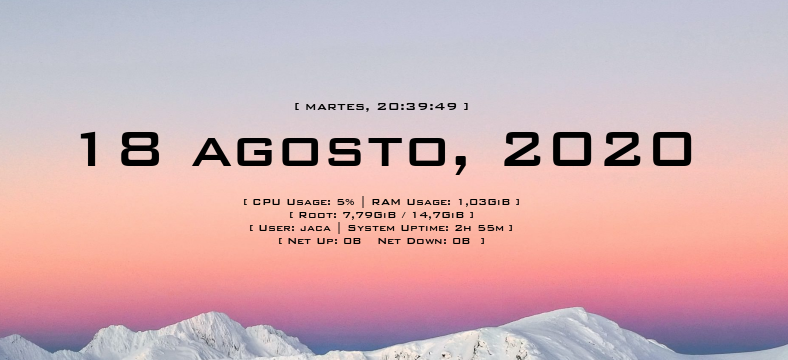 [ martes, 20:39:49 ]
18 agosto, 2020
[ CPU Usage: 5% | RAM Usage: 1,03GiB ]
[ Root: 7,79GiB / 14,7GiB ]
[ User: jaca | System Uptime: 2h 55m ]
[ Net Up: 0B Net Down: 0B ]